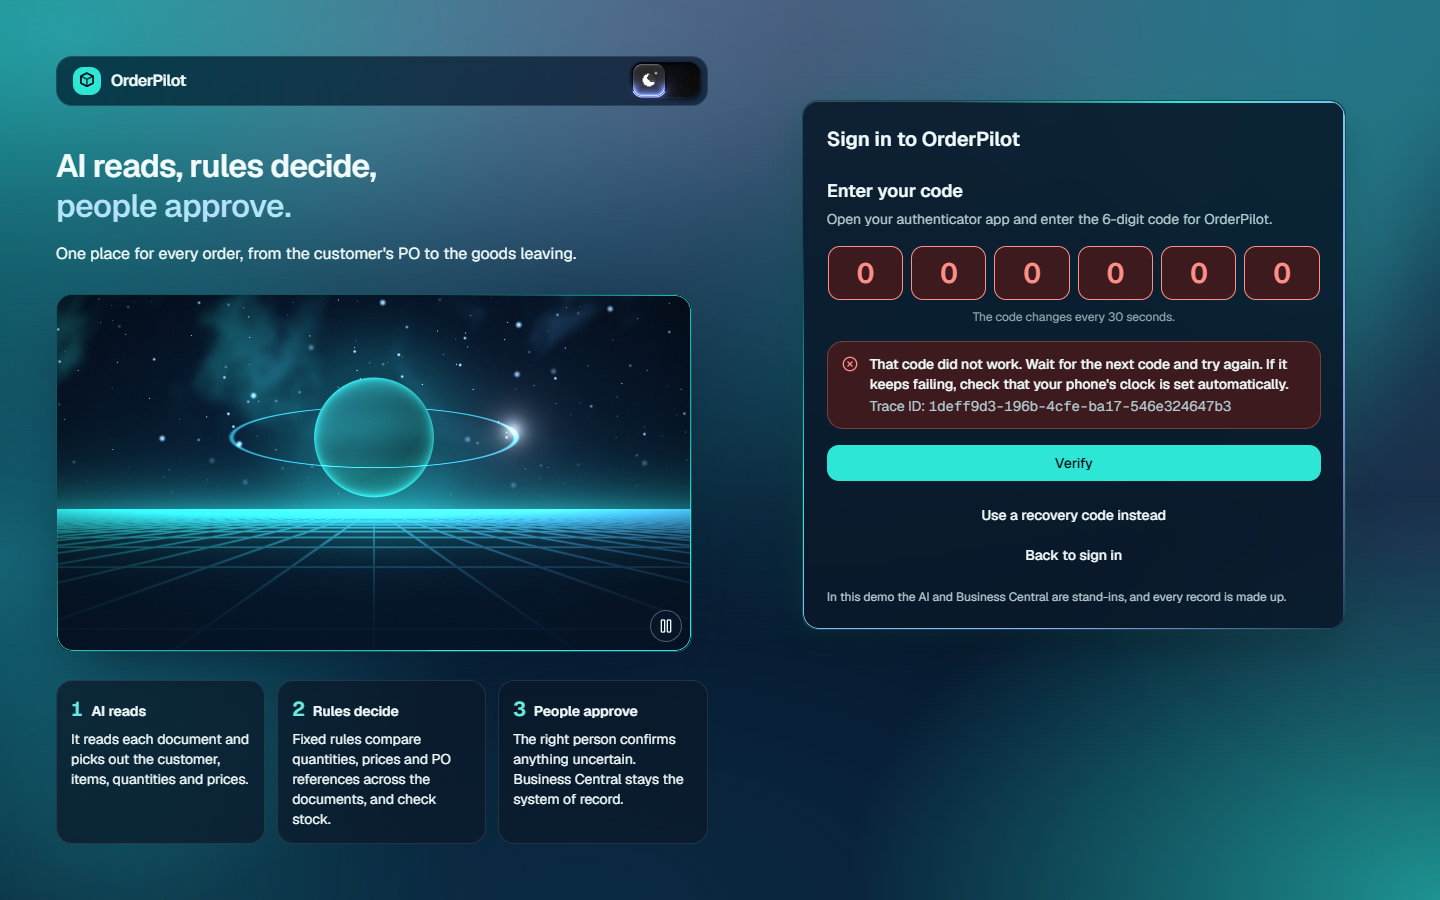 OrderPilot
AI reads, rules decide,
people approve.
One place for every order, from the customer's PO to the goods leaving.
1 AI reads
It reads each document and
picks out the customer,
items, quantities and prices.
2 Rules decide
Fixed rules compare
quantities, prices and PO
references across the
documents, and check
stock.
3 People approve
The right person confirms
anything uncertain.
Business Central stays the
system of record.
Sign in to OrderPilot
Enter your code
Open your authenticator app and enter the 6-digit code for OrderPilot.
0 0 0 0 0 0
The code changes every 30 seconds.
That code did not work. Wait for the next code and try again. If it
keeps failing, check that your phone's clock is set automatically.
Trace ID: 1deff9d3-196b-4cfe-ba17-546e324647b3
Verify
Use a recovery code instead
Back to sign in
In this demo the AI and Business Central are stand-ins, and every record is made up.